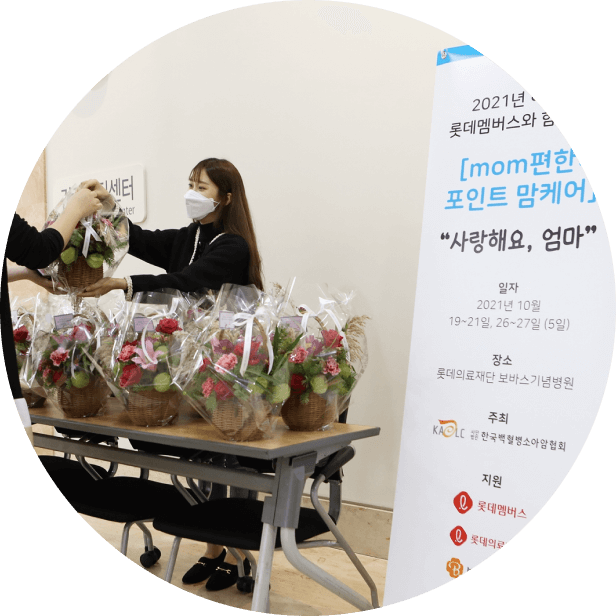 2021년
롯데멤버스와
[mom편한
포인트 맘케어]
“사랑해요, 엄마”
일자
2021년 10월
19~21일, 26~27일 (5일)
장소
롯데의료재단 보바스기념병원
주최
KACLC 한국백혈병소아암협회
지원
롯데멤버스
롯데의료
센터